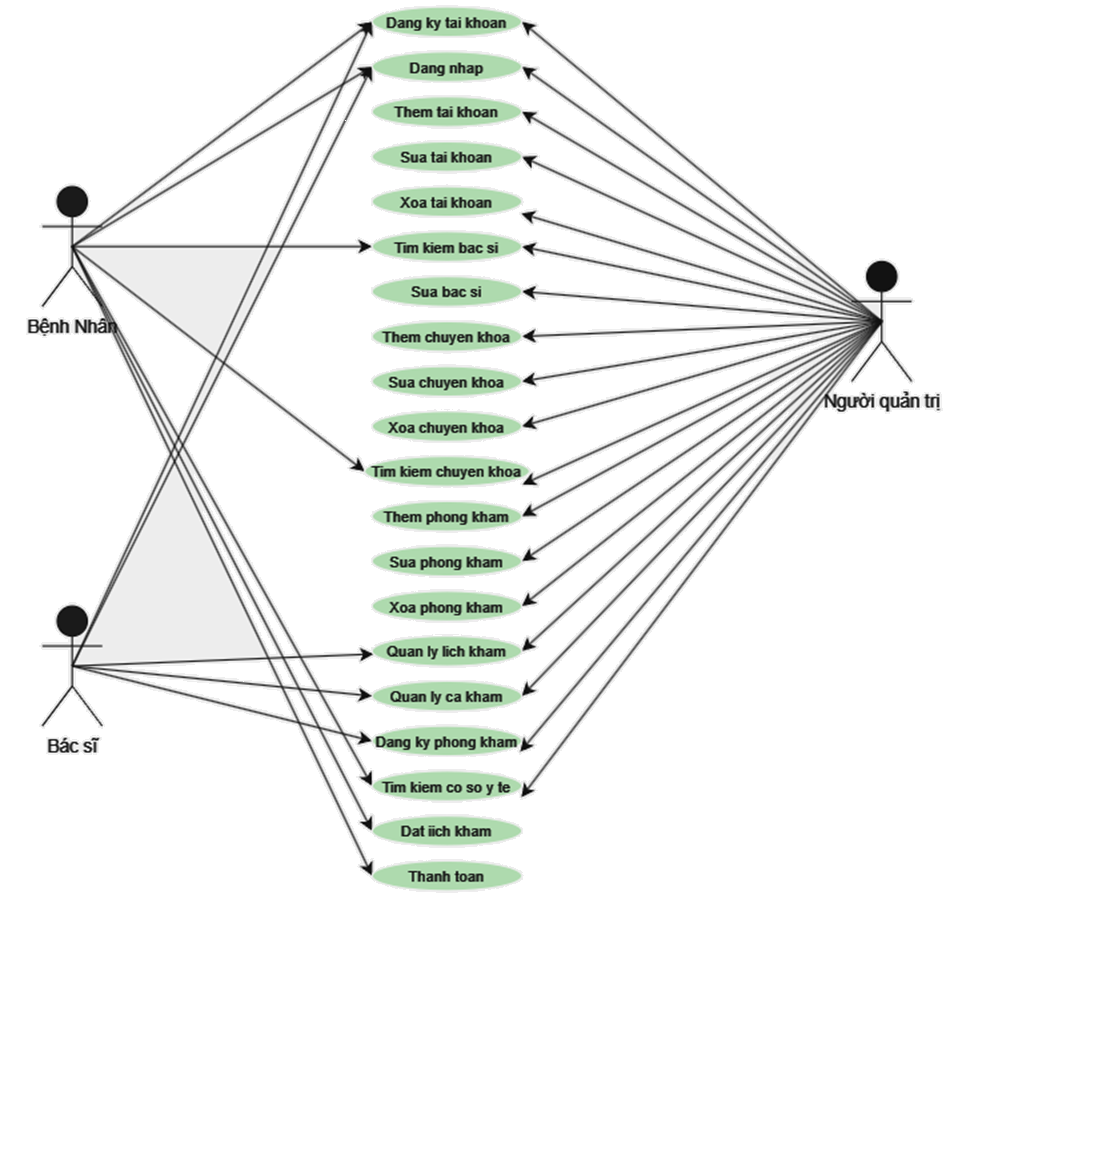 Dang ky tai khoan
Dang nhap
Them tai khoan
Sua tai khoan
Xoa tai khoan
Tim kiem bac si
Sua bac si
Them chuyen khoa
Sua chuyen khoa
Xoa chuyen khoa
Tim kiem chuyen khoa
Them phong kham
Sua phong kham
Xoa phong kham
Quan ly lich kham
Quan ly ca kham
Dang ky phong kham
Tim kiem co so y te
Dat iich kham
Thanh toan
Bệnh Nhân
Bác sĩ
Người quản trị